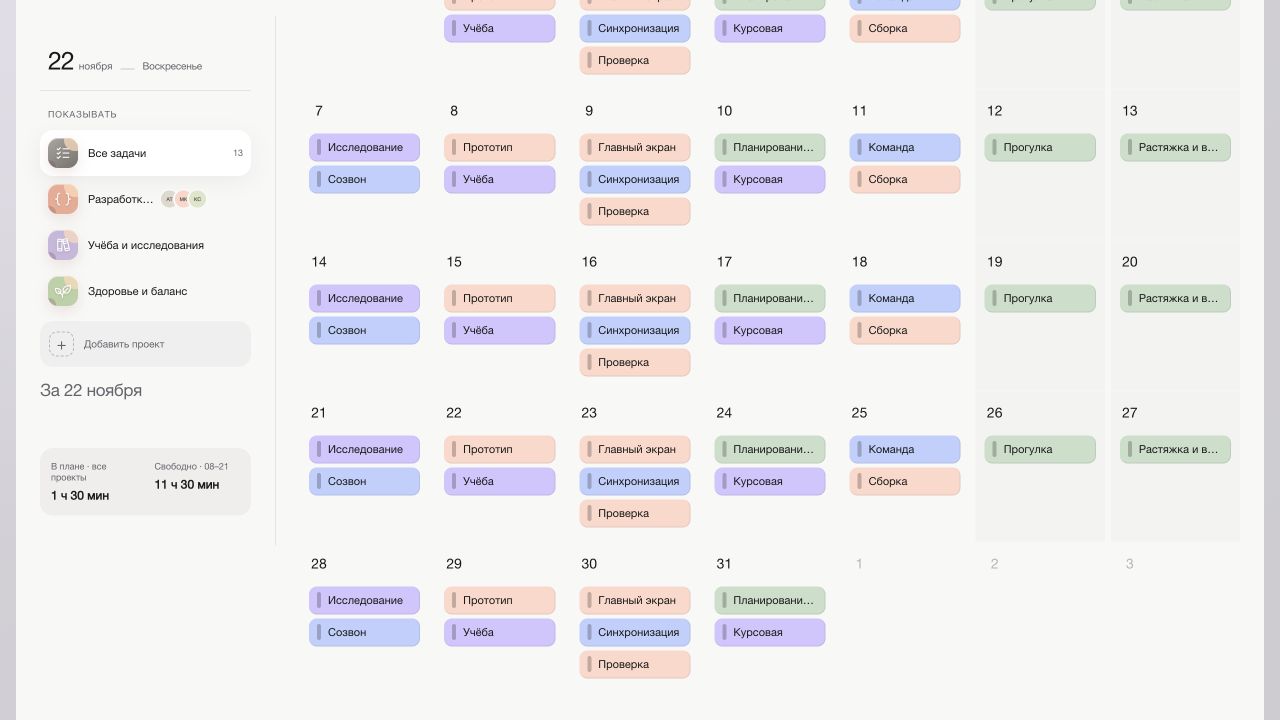 22 ноября — Воскресенье
ПОКАЗЫВАТЬ
Все задачи 13
Разработк… АТ МК КС
Учёба и исследования
Здоровье и баланс
+ Добавить проект
За 22 ноября
В плане · все проекты
1 ч 30 мин
Свободно · 08–21
11 ч 30 мин
Учёба Синхронизация Курсовая Сборка
Проверка
7 8 9 10 11 12 13
Исследование Прототип Главный экран Планировани… Команда Прогулка Растяжка и в…
Созвон Учёба Синхронизация Курсовая Сборка
Проверка
14 15 16 17 18 19 20
Исследование Прототип Главный экран Планировани… Команда Прогулка Растяжка и в…
Созвон Учёба Синхронизация Курсовая Сборка
Проверка
21 22 23 24 25 26 27
Исследование Прототип Главный экран Планировани… Команда Прогулка Растяжка и в…
Созвон Учёба Синхронизация Курсовая Сборка
Проверка
28 29 30 31 1 2 3
Исследование Прототип Главный экран Планировани…
Созвон Учёба Синхронизация Курсовая
Проверка